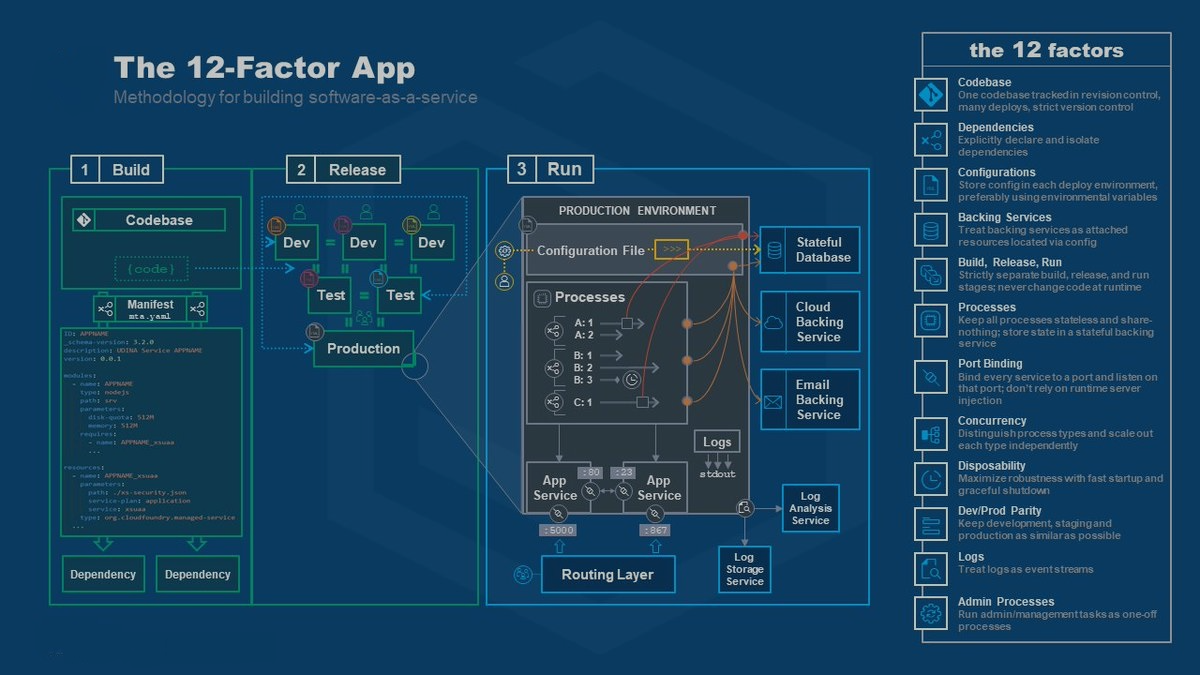 The 12-Factor App
Methodology for building software-as-a-service
1 Build
Codebase
{code}
Manifest
mta.yaml
ID: APPNAME
_schema-version: 3.2.0
description: UDINA Service APPNAME
version: 0.0.1
modules:
- name: APPNAME
type: nodejs
path: srv
parameters:
disk-quota: 512M
memory: 512M
requires:
- name: APPNAME_xsuaa
...
resources:
- name: APPNAME_xsuaa
parameters:
path: ./xs-security.json
service-plan: application
service: xsuaa
type: org.cloudfoundry.managed-service
...
Dependency
Dependency
2 Release
Dev = Dev = Dev
Test = Test
Production
3 Run
PRODUCTION ENVIRONMENT
Configuration File >>>
Processes
A: 1
A: 2
B: 1
B: 2
B: 3
C: 1
Logs
stdout
:80 :23
App
Service
App
Service
:5000 :867
Routing Layer
Stateful
Database
Cloud
Backing
Service
Email
Backing
Service
Log
Analysis
Service
Log
Storage
Service
the 12 factors
Codebase
One codebase tracked in revision control,
many deploys, strict version control
Dependencies
Explicitly declare and isolate
dependencies
Configurations
Store config in each deploy environment,
preferably using environmental variables
Backing Services
Treat backing services as attached
resources located via config
Build, Release, Run
Strictly separate build, release, and run
stages; never change code at runtime
Processes
Keep all processes stateless and share-
nothing; store state in a stateful backing
service
Port Binding
Bind every service to a port and listen on
that port; don't rely on runtime server
injection
Concurrency
Distinguish process types and scale out
each type independently
Disposability
Maximize robustness with fast startup and
graceful shutdown
Dev/Prod Parity
Keep development, staging and
production as similar as possible
Logs
Treat logs as event streams
Admin Processes
Run admin/management tasks as one-off
processes